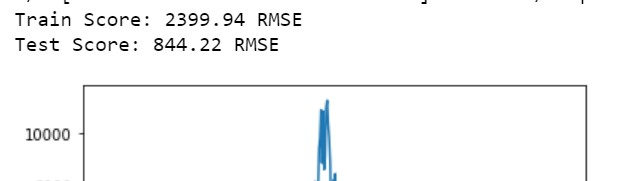 Train Score: 2399.94 RMSE
Test Score: 844.22 RMSE
10000